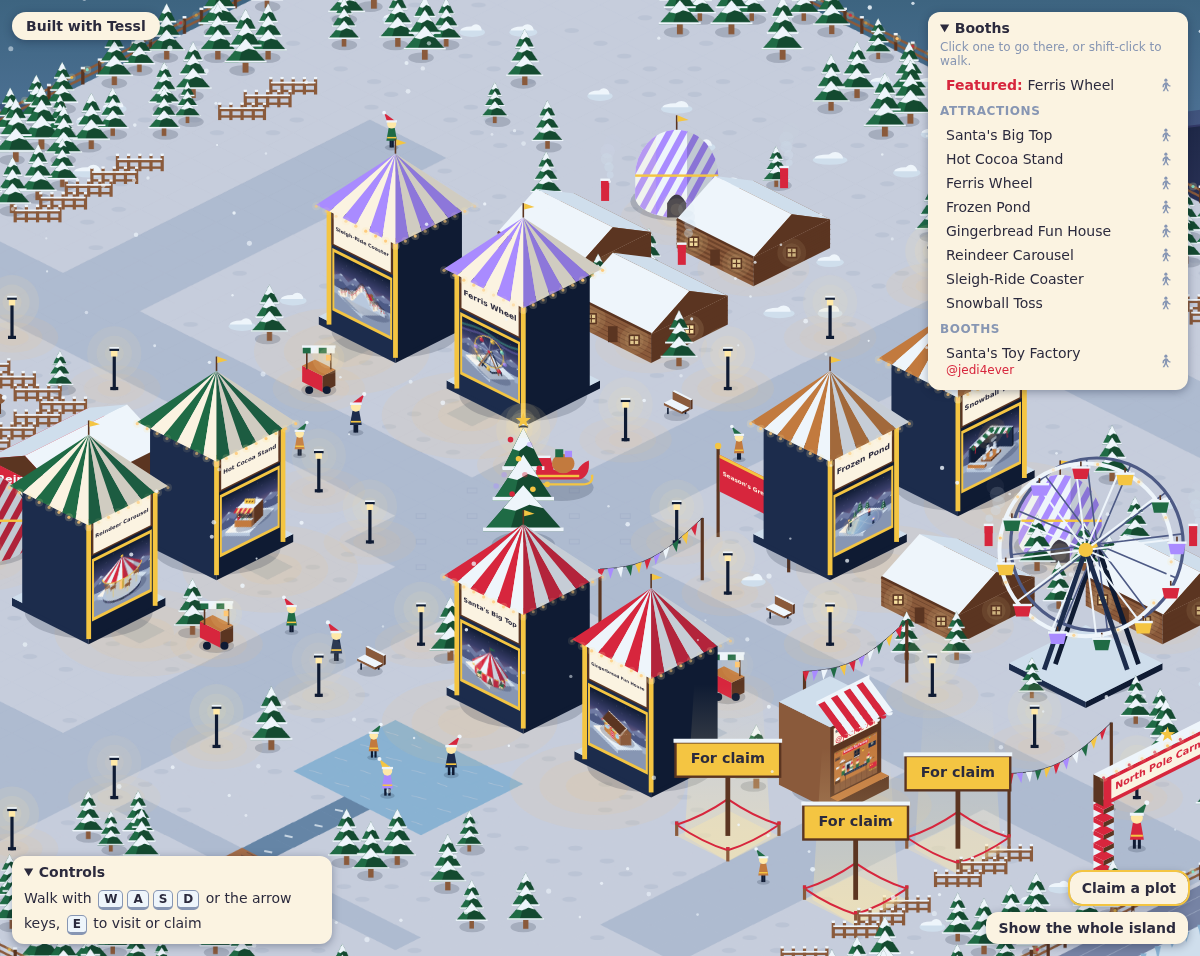 Built with Tessl
▼ Booths
Click one to go there, or shift-click to
walk.
Featured: Ferris Wheel
ATTRACTIONS
Santa's Big Top
Hot Cocoa Stand
Ferris Wheel
Frozen Pond
Gingerbread Fun House
Reindeer Carousel
Sleigh-Ride Coaster
Snowball Toss
BOOTHS
Santa's Toy Factory
@jedi4ever
Sleigh-Ride Coaster
Ferris Wheel
Snowball
Hot Cocoa Stand
Frozen Pond
Rein
Season's Gre
Reindeer Carousel
Santa's Big Top
Gingerbread Fun House
For claim
For claim
For claim
North Pole Carn
▼ Controls
Walk with W A S D or the arrow
keys, E to visit or claim
Claim a plot
Show the whole island